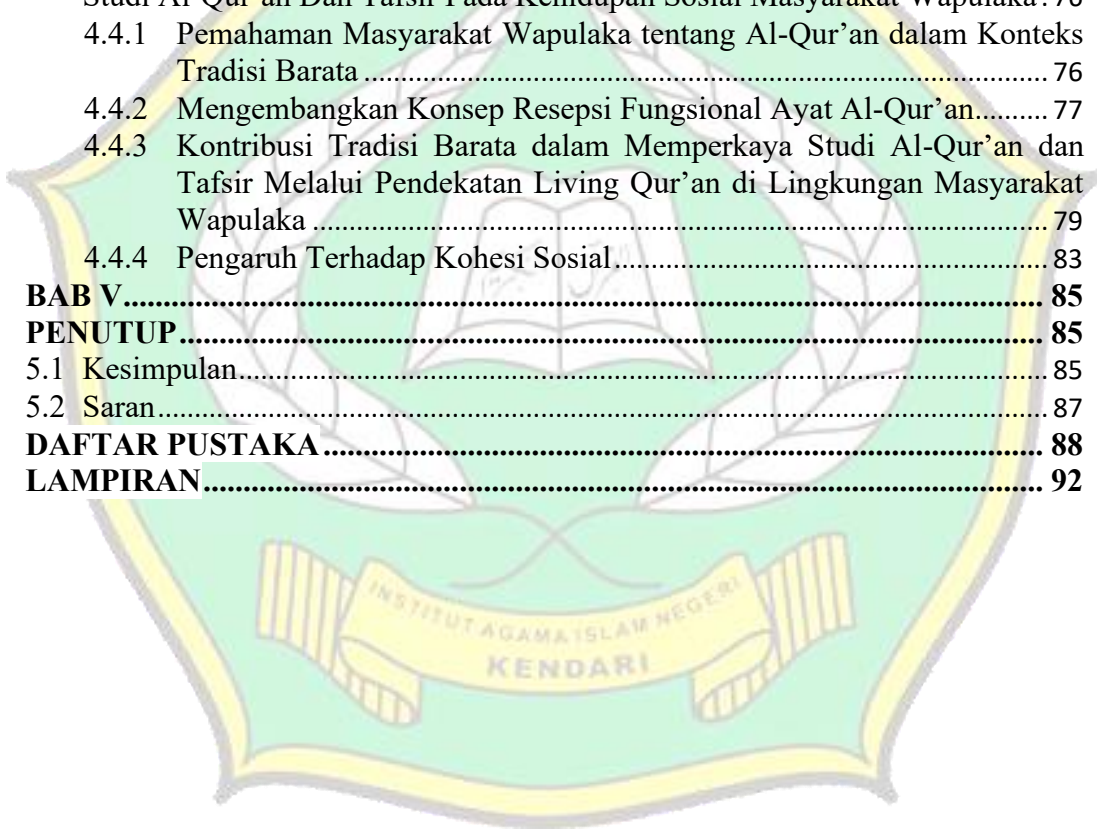 Studi Al-Qur'an Dan Tafsir Pada Kehidupan Sosial Masyarakat Wapulaka.76
4.4.1 Pemahaman Masyarakat Wapulaka tentang Al-Qur'an dalam Konteks
Tradisi Barata ........ 76
4.4.2 Mengembangkan Konsep Resepsi Fungsional Ayat Al-Qur'an........ 77
4.4.3 Kontribusi Tradisi Barata dalam Memperkaya Studi Al-Qur'an dan
Tafsir Melalui Pendekatan Living Qur'an di Lingkungan Masyarakat
Wapulaka ........ 79
4.4.4 Pengaruh Terhadap Kohesi Sosial........ 83
BAB V........ 85
PENUTUP........ 85
5.1 Kesimpulan........ 85
5.2 Saran........ 87
DAFTAR PUSTAKA........ 88
LAMPIRAN........ 92
INSTITUT AGAMA ISLAM NEGERI
KENDARI